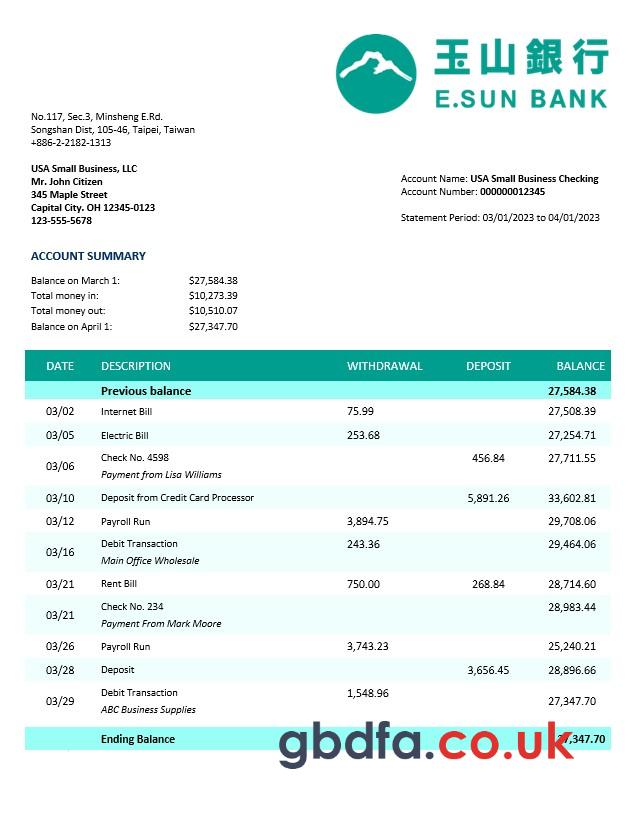 玉山銀行
E.SUN BANK
No.117, Sec.3, Minsheng E.Rd.
Songshan Dist, 105-46, Taipei, Taiwan
+886-2-2182-1313
USA Small Business, LLC
Mr. John Citizen
345 Maple Street
Capital City. OH 12345-0123
123-555-5678
Account Name: USA Small Business Checking
Account Number: 000000012345
Statement Period: 03/01/2023 to 04/01/2023
ACCOUNT SUMMARY
Balance on March 1: $27,584.38
Total money in: $10,273.39
Total money out: $10,510.07
Balance on April 1: $27,347.70
DATE DESCRIPTION WITHDRAWAL DEPOSIT BALANCE
Previous balance 27,584.38
03/02 Internet Bill 75.99 27,508.39
03/05 Electric Bill 253.68 27,254.71
03/06 Check No. 4598 456.84 27,711.55
Payment from Lisa Williams
03/10 Deposit from Credit Card Processor 5,891.26 33,602.81
03/12 Payroll Run 3,894.75 29,708.06
03/16 Debit Transaction 243.36 29,464.06
Main Office Wholesale
03/21 Rent Bill 750.00 268.84 28,714.60
03/21 Check No. 234 28,983.44
Payment From Mark Moore
03/26 Payroll Run 3,743.23 25,240.21
03/28 Deposit 3,656.45 28,896.66
03/29 Debit Transaction 1,548.96 27,347.70
ABC Business Supplies
Ending Balance 27,347.70
gbdfa.co.uk